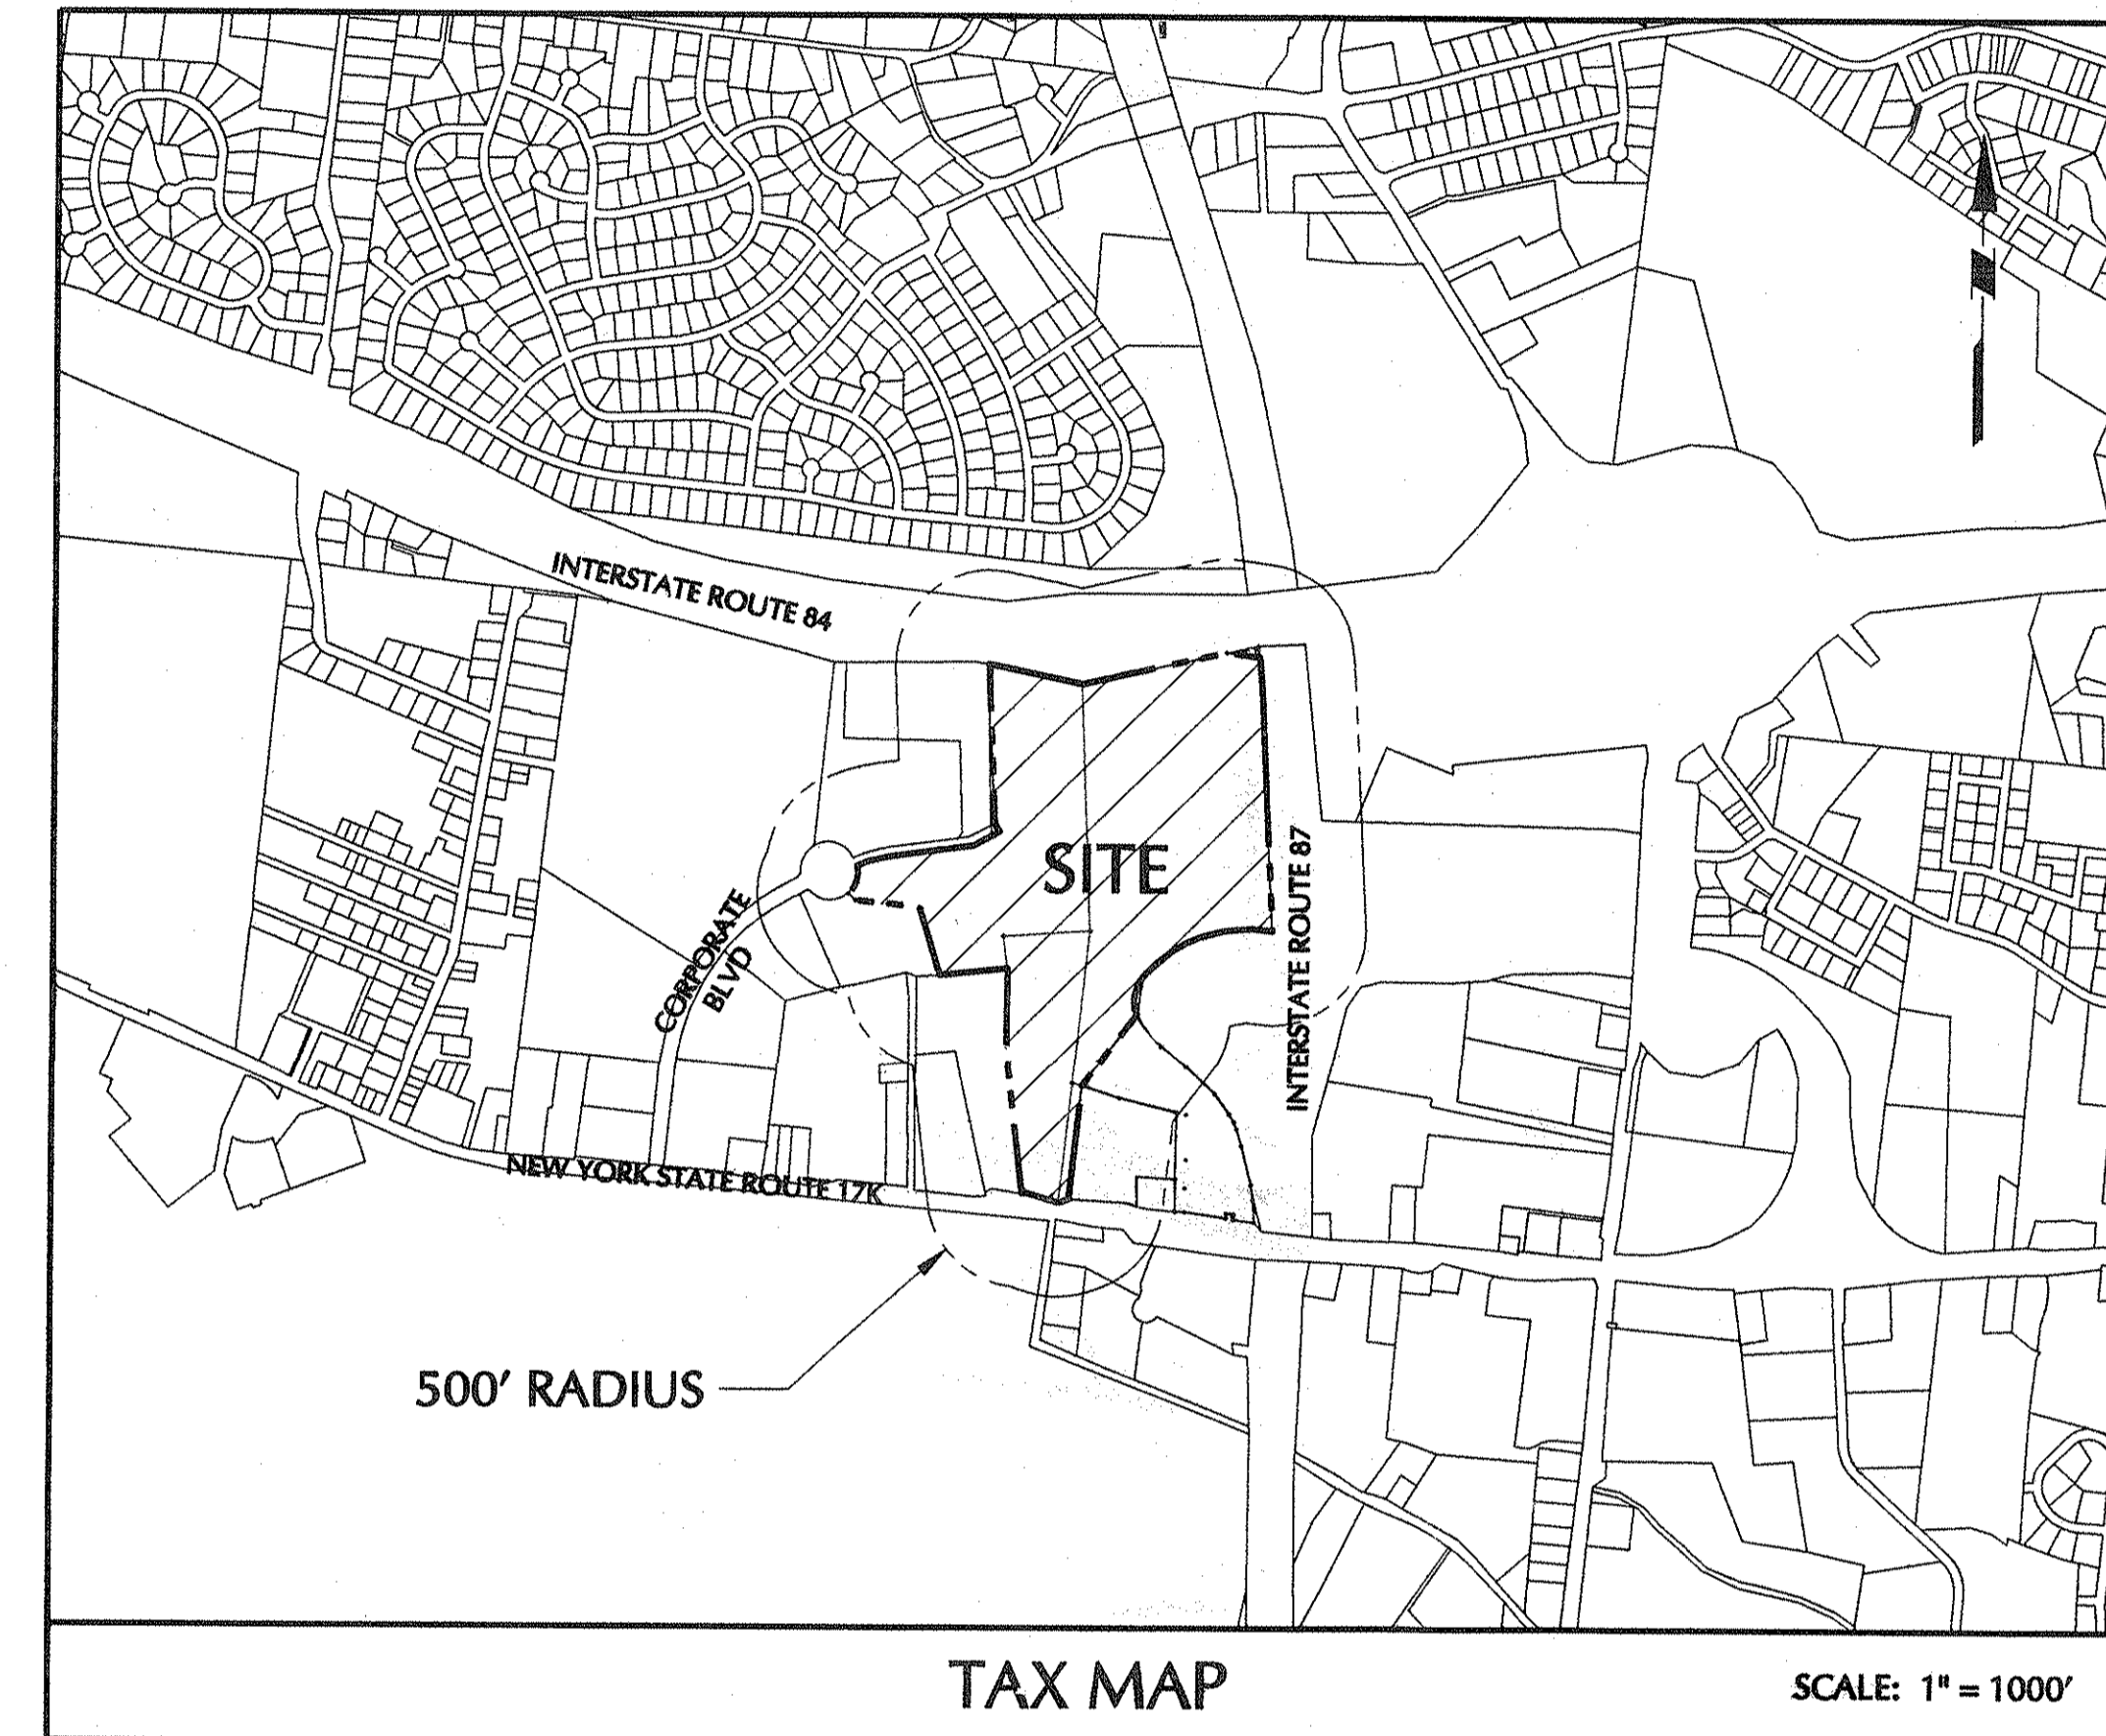 INTERSTATE ROUTE 84
SITE
INTERSTATE ROUTE 87
CORPORATE
BLVD
NEW YORK STATE ROUTE 17K
500' RADIUS
TAX MAP
SCALE: 1" = 1000'